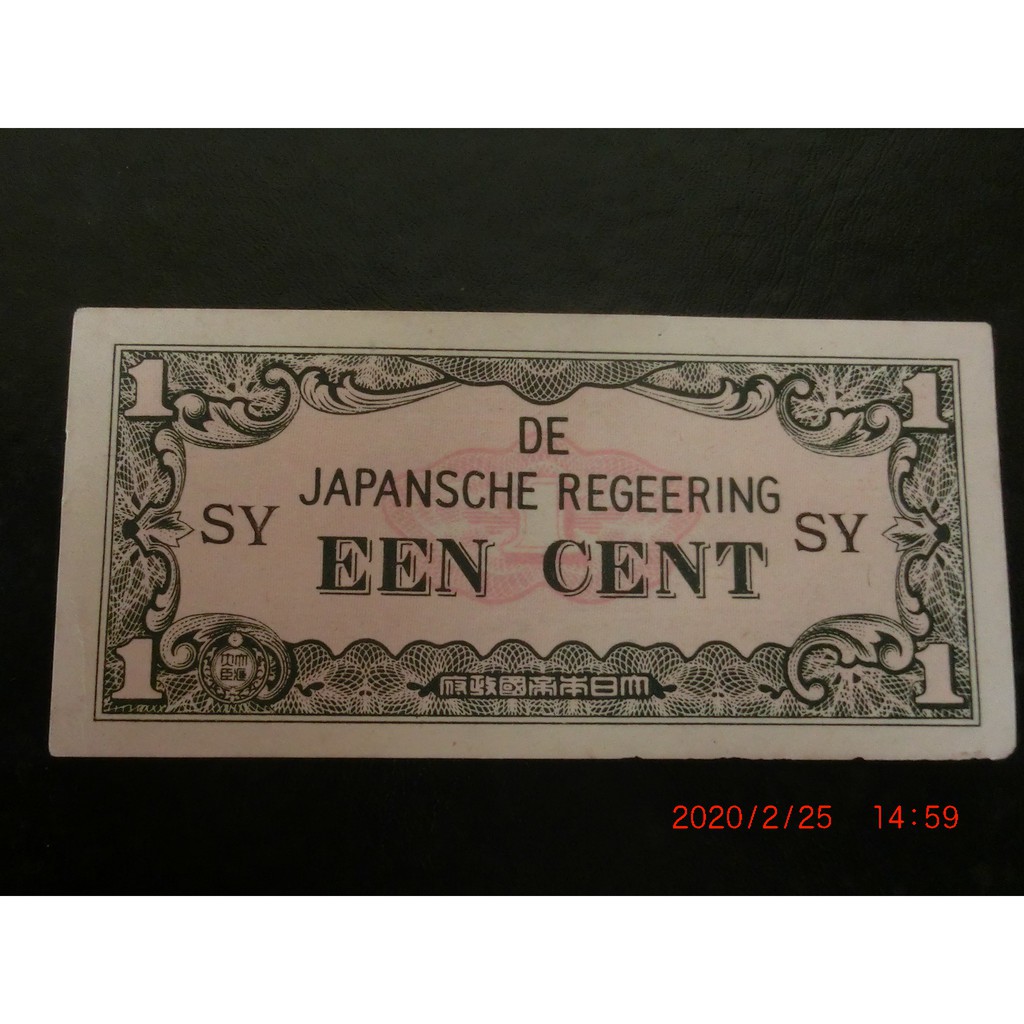 1 1
DE
JAPANSCHE REGEERING
SY SY
EEN CENT
1 1
大日本帝國政府
2020/2/25 14:59